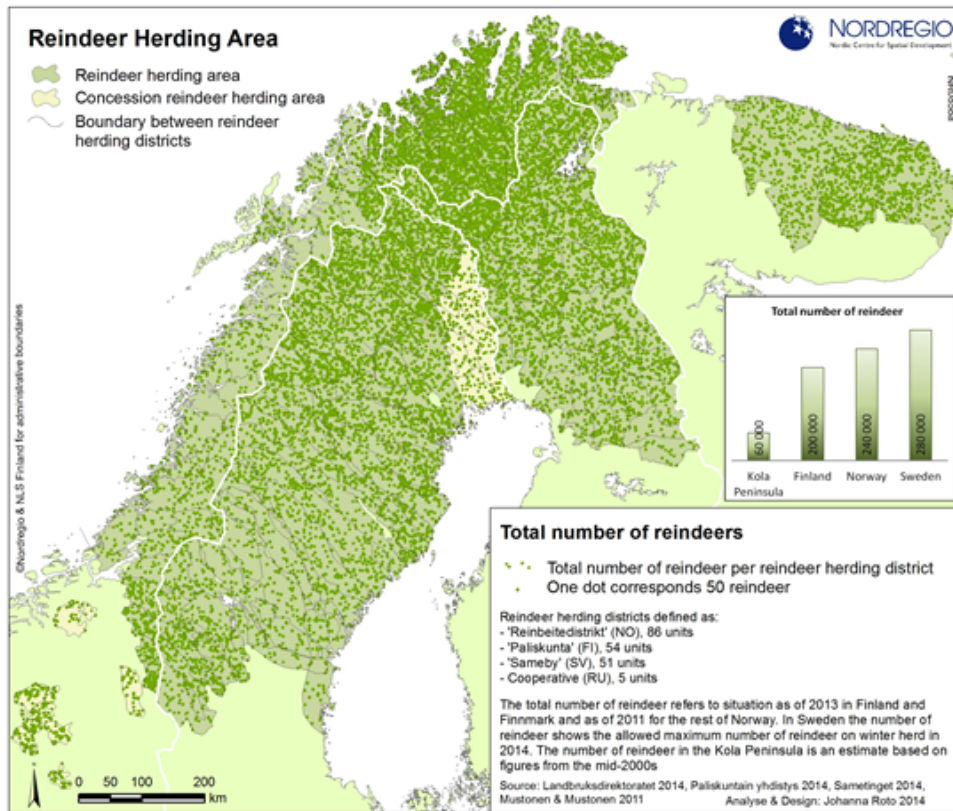 Reindeer Herding Area
Reindeer herding area
Concession reindeer herding area
Boundary between reindeer
herding districts
NORDREGIO
Nordic Centre for Spatial Development
©Nordregio & NLS Finland for administrative boundaries
Total number of reindeer
60 000
200 000
240 000
280 000
Kola
Peninsula
Finland
Norway
Sweden
Total number of reindeers
Total number of reindeer per reindeer herding district
One dot corresponds 50 reindeer
Reindeer herding districts defined as:
- 'Reinbeitedistrikt' (NO), 86 units
- 'Paliskunta' (FI), 54 units
- 'Sameby' (SV), 51 units
- Cooperative (RU), 5 units
The total number of reindeer refers to situation as of 2013 in Finland and
Finnmark and as of 2011 for the rest of Norway. In Sweden the number of
reindeer shows the allowed maximum number of reindeer on winter herd in
2014. The number of reindeer in the Kola Peninsula is an estimate based on
figures from the mid-2000s
Source: Landbruksdirektoratet 2014, Paliskuntain yhdistys 2014, Sametinget 2014,
Mustonen & Mustonen 2011
Analyse & Design: Johanna Roto 2014
0 50 100 200
km